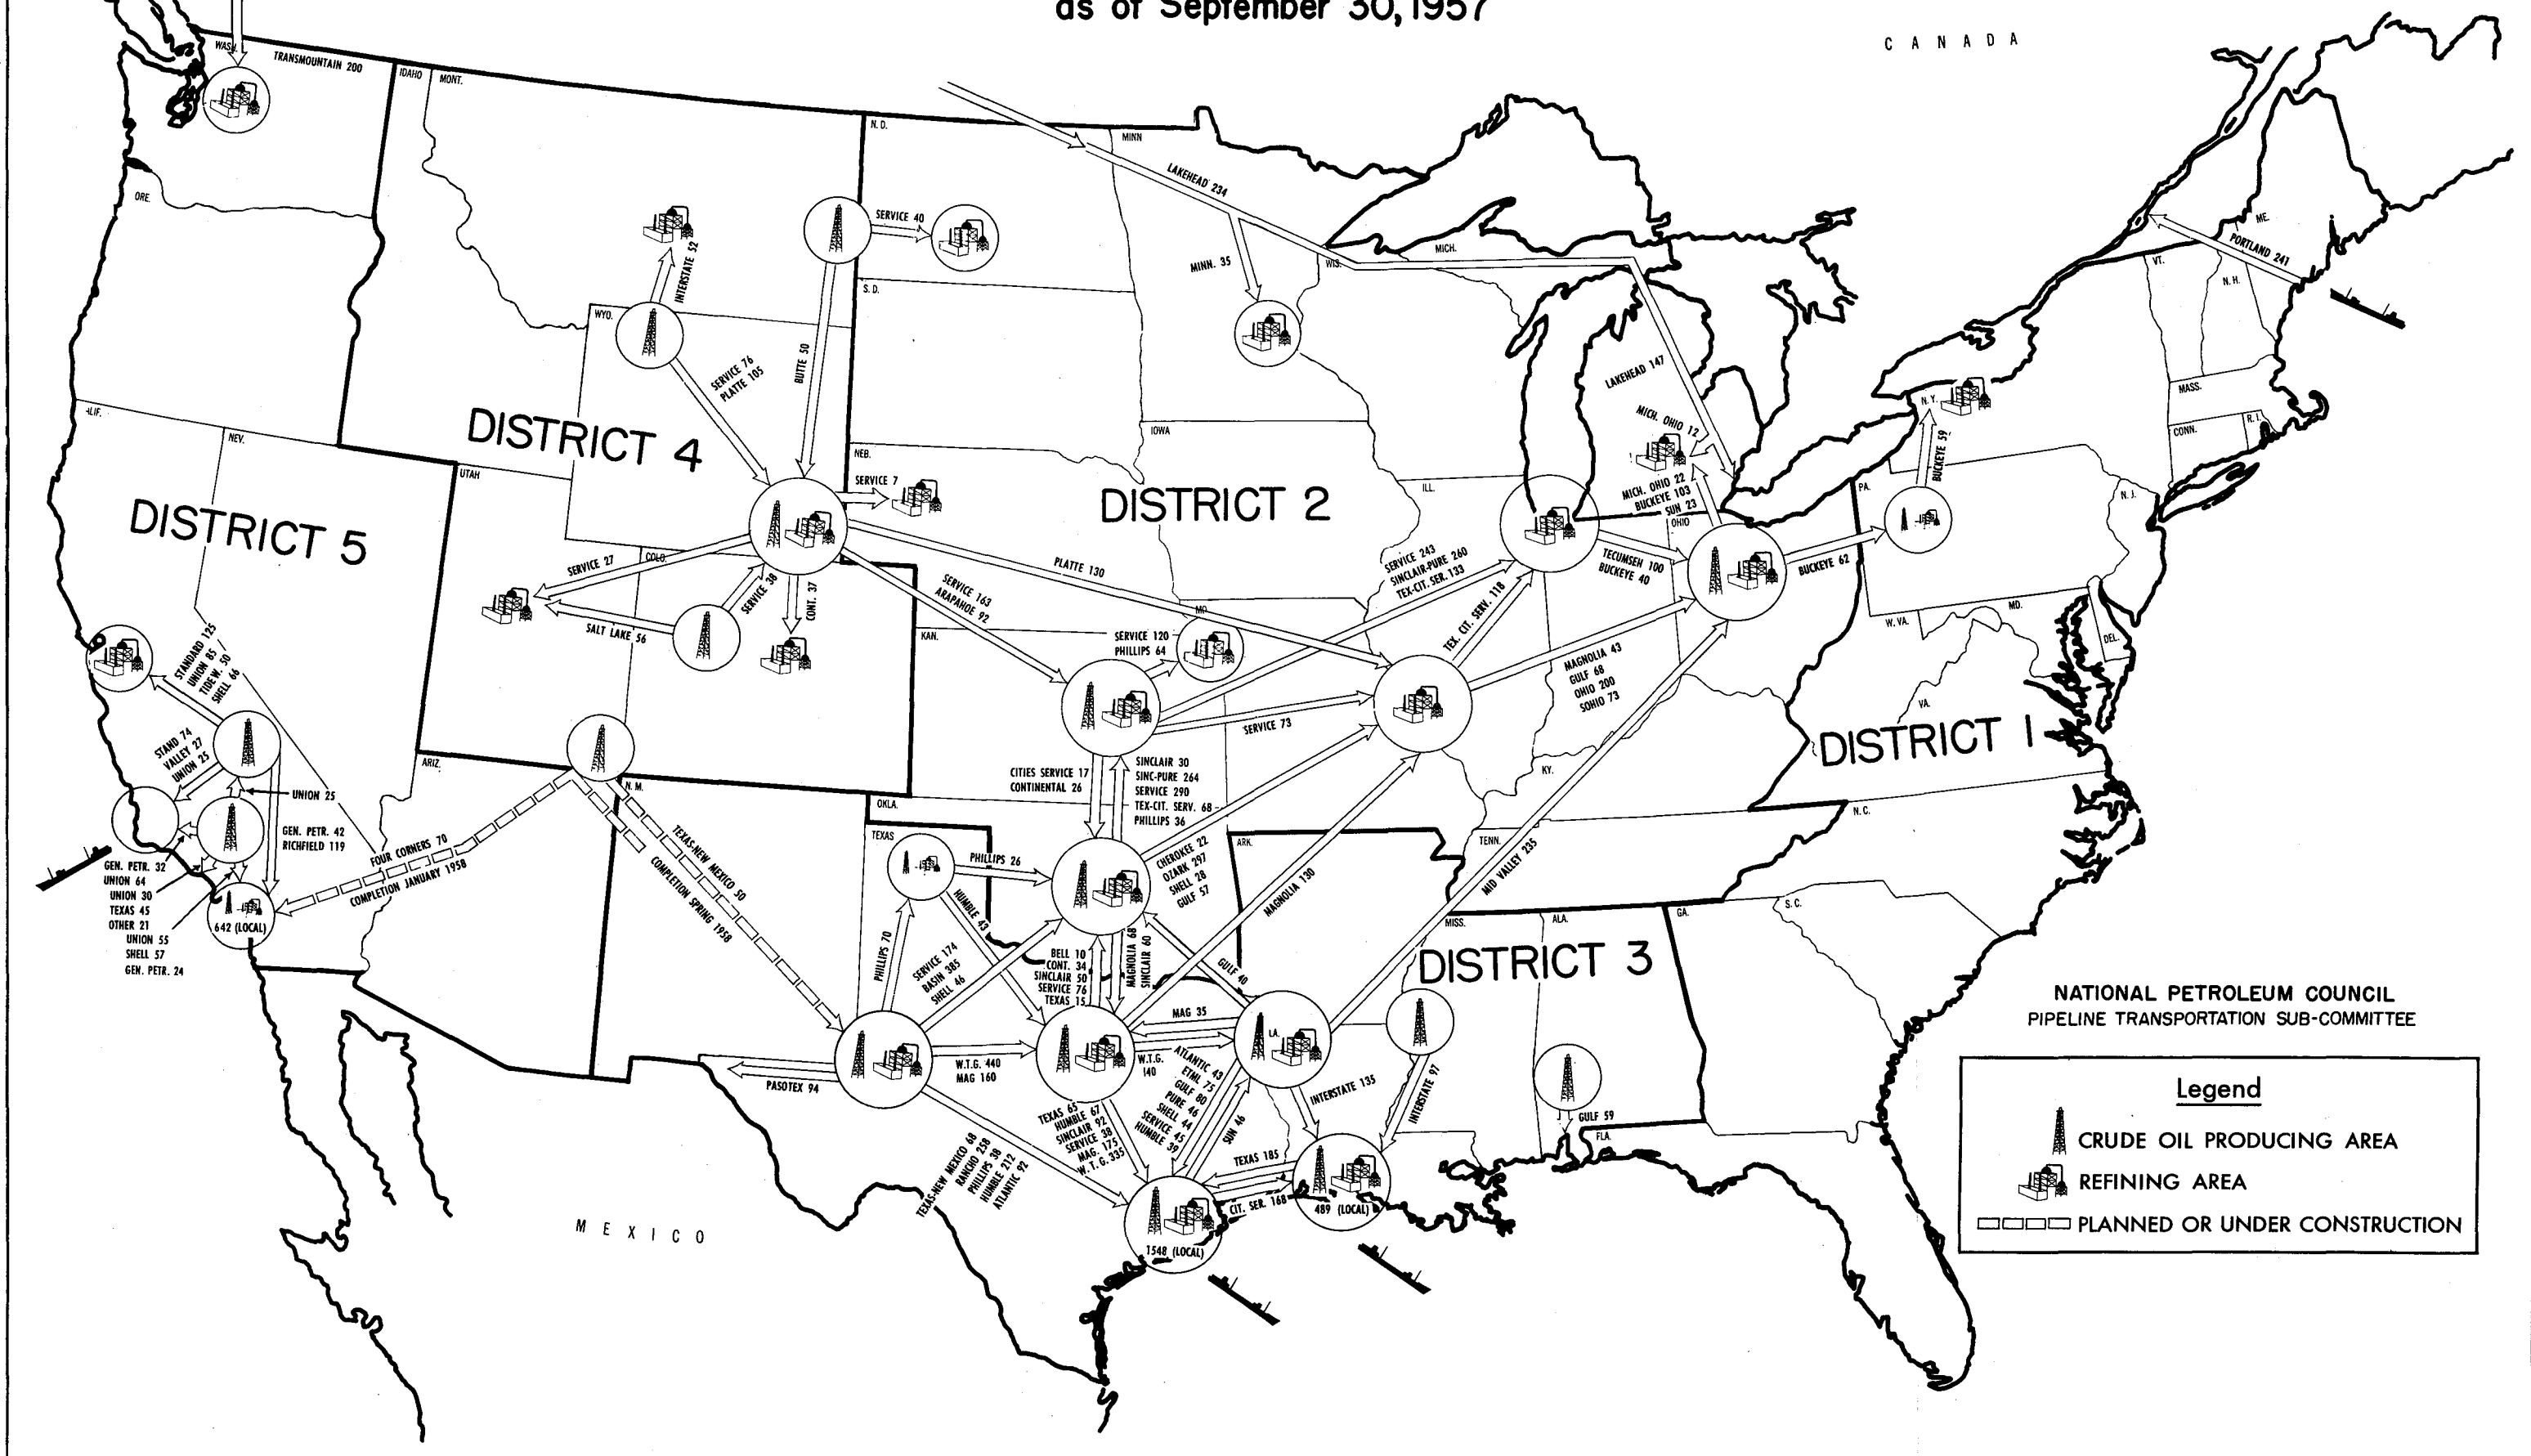 as of September 30, 1957
CANADA
WASH.
TRANSMOUNTAIN 200
IDAHO
MONT.
N. D.
MINN
LAKEHEAD 234
ORE.
SERVICE 40
INTERSTATE 52
MINN. 35
WIS.
MICH.
ME.
PORTLAND 241
VT.
N. H.
S. D.
WYO.
BUTTE 50
SERVICE 76
PLATTE 105
LAKEHEAD 147
MICH. OHIO 12
N.Y.
MASS.
CONN.
R. I.
BUCKEYE 59
ALIF.
NEV.
DISTRICT 4
IOWA
NEB.
UTAH
SERVICE 7
DISTRICT 2
ILL.
MICH. OHIO 22
BUCKEYE 103
SUN 23
OHIO
PA.
N. J.
DISTRICT 5
SERVICE 27
COLO.
SERVICE 38
CONT. 37
PLATTE 130
SERVICE 243
SINCLAIR-PURE 260
TEX-CIT. SER. 133
TECUMSEH 100
BUCKEYE 40
BUCKEYE 62
SERVICE 163
ARAPAHOE 92
MO.
TEX. CIT. SERV. 118
MD.
W. VA.
DEL.
SALT LAKE 56
KAN.
SERVICE 120
PHILLIPS 64
STANDARD 125
UNION 85
TIDE W. 50
SHELL 66
MAGNOLIA 43
GULF 68
OHIO 200
SOHIO 73
SERVICE 73
VA.
DISTRICT 1
STAND 74
VALLEY 27
UNION 25
ARIZ.
N. M.
CITIES SERVICE 17
CONTINENTAL 26
SINCLAIR 30
SINC-PURE 264
SERVICE 290
TEX-CIT. SERV. 68
PHILLIPS 36
KY.
UNION 25
OKLA.
N. C.
GEN. PETR. 42
RICHFIELD 119
FOUR CORNERS 70
COMPLETION JANUARY 1958
TEXAS-NEW MEXICO 50
COMPLETION SPRING 1958
TEXAS
PHILLIPS 26
CHEROKEE 22
OZARK 297
SHELL 28
GULF 57
ARK.
TENN.
MID VALLEY 235
GEN. PETR. 32
UNION 64
UNION 30
TEXAS 45
OTHER 21
UNION 55
SHELL 57
GEN. PETR. 24
642 (LOCAL)
HUMBLE 43
MAGNOLIA 130
MISS.
ALA.
GA.
S. C.
PHILLIPS 70
SERVICE 174
BASIN 385
SHELL 46
BELL 10
CONT. 34
SINCLAIR 50
SERVICE 76
TEXAS 15
MAGNOLIA 68
SINCLAIR 60
GULF 40
DISTRICT 3
MAG 35
LA.
PASOTEX 94
W.T.G. 440
MAG 160
W.T.G.
140
ATLANTIC 43
ETML 75
GULF 80
PURE 46
SHELL 44
SERVICE 45
HUMBLE 39
SUN 46
INTERSTATE 135
INTERSTATE 97
GULF 59
FLA.
TEXAS 65
HUMBLE 67
SINCLAIR 92
SERVICE 38
MAG. 175
W. T. G. 335
TEXAS-NEW MEXICO 68
RANCHO 258
PHILLIPS 38
HUMBLE 212
ATLANTIC 92
TEXAS 185
CIT. SER. 168
489 (LOCAL)
1548 (LOCAL)
MEXICO
NATIONAL PETROLEUM COUNCIL
PIPELINE TRANSPORTATION SUB-COMMITTEE
Legend
CRUDE OIL PRODUCING AREA
REFINING AREA
PLANNED OR UNDER CONSTRUCTION